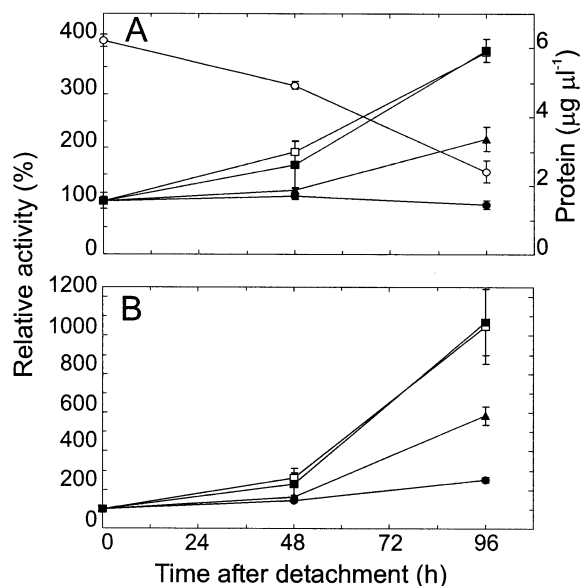 A
400
300
200
100
0
6
4
2
0
Protein (µg µl⁻¹)
Relative activity (%)
B
1200
1000
800
600
400
200
0
0 24 48 72 96
Time after detachment (h)